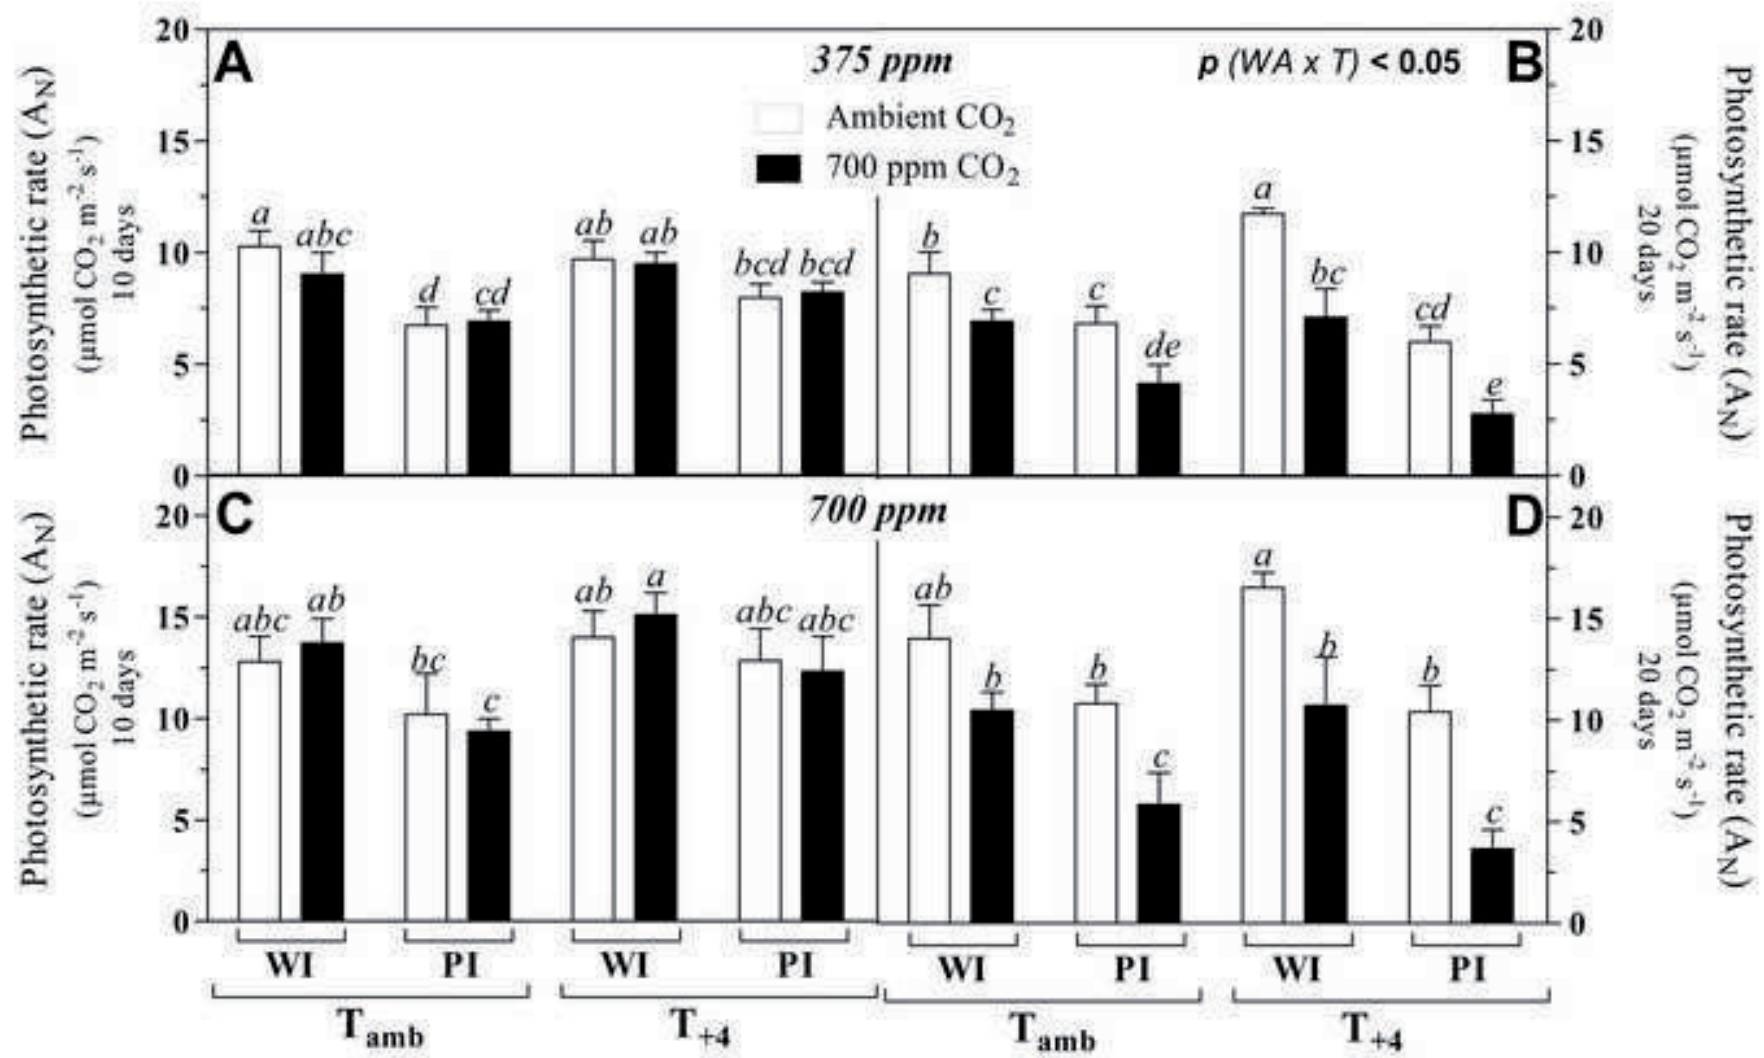 A
375 ppm
p (WA x T) < 0.05
B
Ambient CO2
700 ppm CO2
Photosynthetic rate (AN)
(μmol CO2 m-2 s-1)
10 days
20
15
10
5
0
a
abc
d
cd
ab
ab
bcd
bcd
b
c
c
de
a
bc
cd
e
20
15
10
5
0
Photosynthetic rate (AN)
(μmol CO2 m-2 s-1)
20 days
C
700 ppm
D
Photosynthetic rate (AN)
(μmol CO2 m-2 s-1)
10 days
20
15
10
5
0
abc
ab
bc
c
ab
a
abc
abc
ab
b
b
c
a
b
b
c
20
15
10
5
0
Photosynthetic rate (AN)
(μmol CO2 m-2 s-1)
20 days
WI PI WI PI WI PI WI PI
Tamb T+4 Tamb T+4